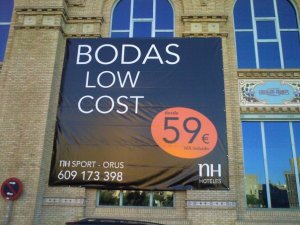 BODAS
LOW
COST
desde
59€
IVA incluido
nH SPORT - ORUS
609 173 398
nH
HOTELES